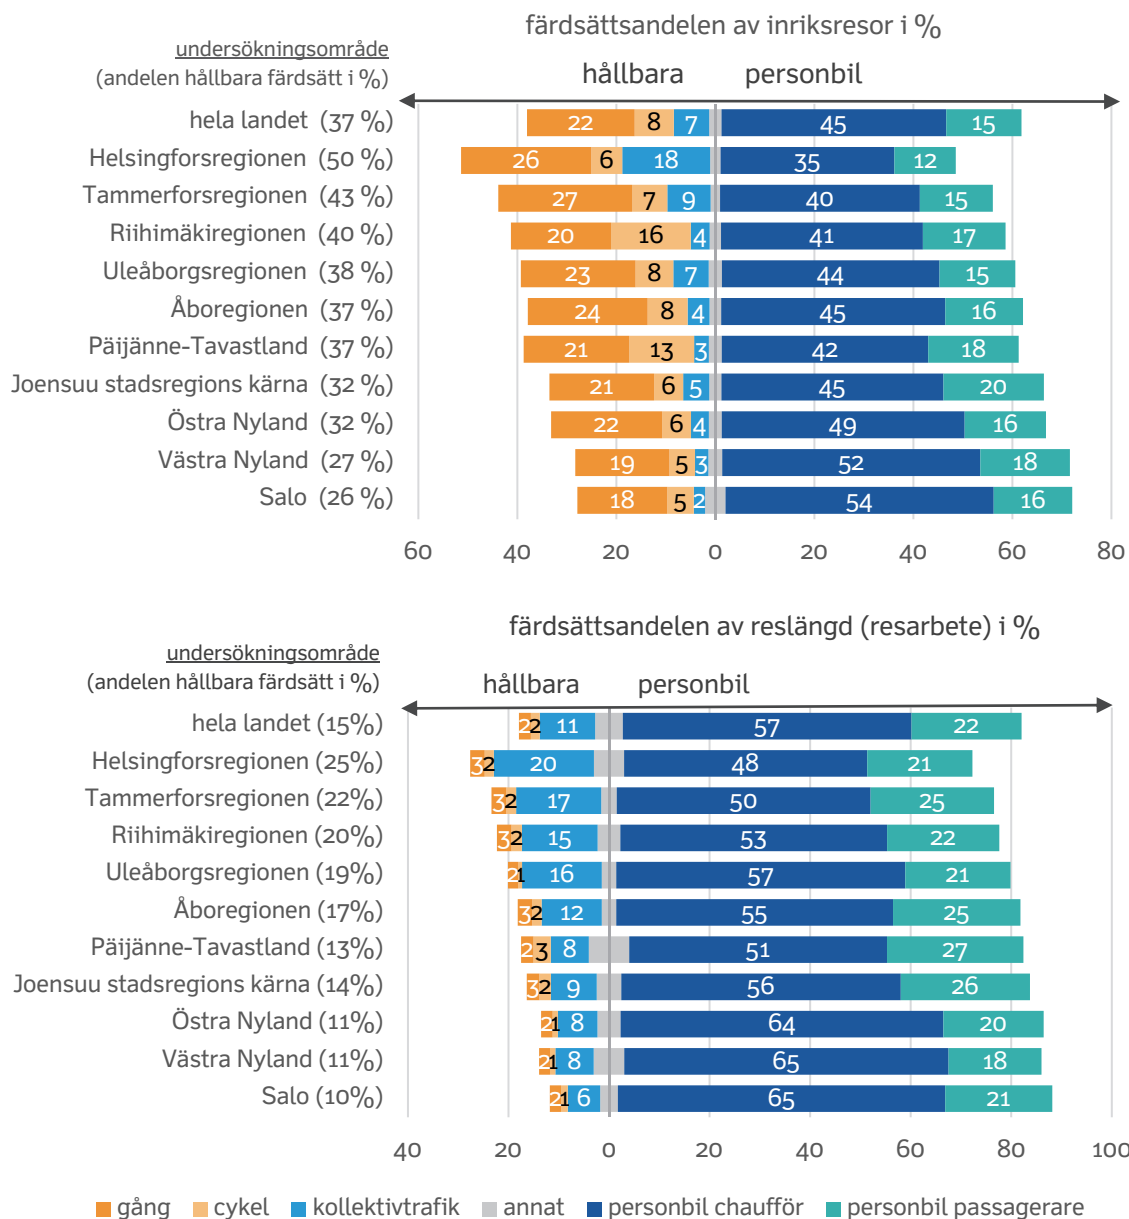 färdsättsandelen av inriksresor i %
undersökningsområde
(andelen hållbara färdsätt i %)
hållbara personbil
hela landet (37 %) 22 8 7 45 15
Helsingforsregionen (50 %) 26 6 18 35 12
Tammerforsregionen (43 %) 27 7 9 40 15
Riihimäkiregionen (40 %) 20 16 4 41 17
Uleåborgsregionen (38 %) 23 8 7 44 15
Åboregionen (37 %) 24 8 4 45 16
Päijänne-Tavastland (37 %) 21 13 3 42 18
Joensuu stadsregions kärna (32 %) 21 6 5 45 20
Östra Nyland (32 %) 22 6 4 49 16
Västra Nyland (27 %) 19 5 3 52 18
Salo (26 %) 18 5 2 54 16
60 40 20 0 20 40 60 80
färdsättsandelen av reslängd (resarbete) i %
undersökningsområde
(andelen hållbara färdsätt i %)
hållbara personbil
hela landet (15%) 2 2 11 57 22
Helsingforsregionen (25%) 3 2 20 48 21
Tammerforsregionen (22%) 3 2 17 50 25
Riihimäkiregionen (20%) 3 2 15 53 22
Uleåborgsregionen (19%) 2 1 16 57 21
Åboregionen (17%) 3 2 12 55 25
Päijänne-Tavastland (13%) 2 3 8 51 27
Joensuu stadsregions kärna (14%) 3 2 9 56 26
Östra Nyland (11%) 2 1 8 64 20
Västra Nyland (11%) 2 1 8 65 18
Salo (10%) 2 1 6 65 21
40 20 0 20 40 60 80 100
gång cykel kollektivtrafik annat personbil chaufför personbil passagerare